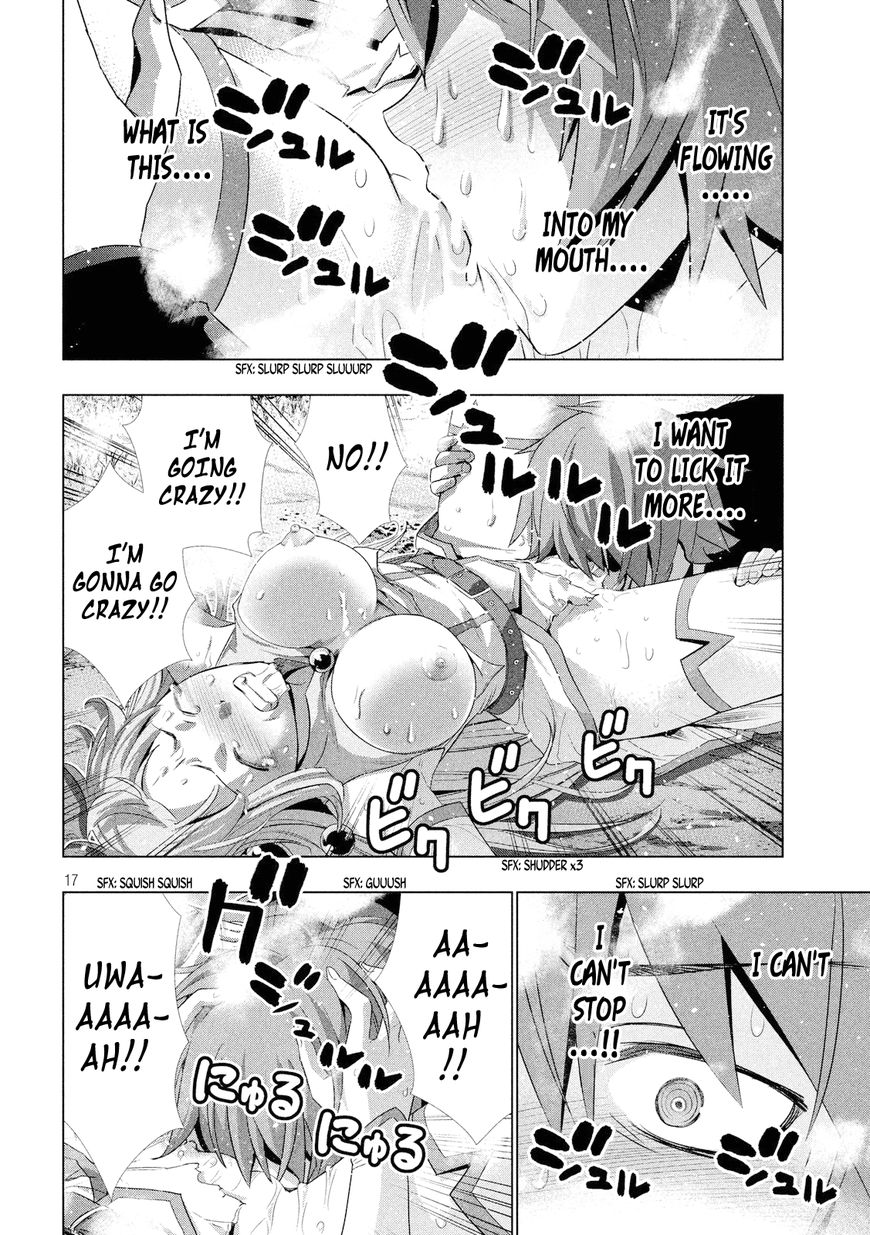 IT'S
FLOWING
.....
INTO MY
MOUTH....
WHAT IS
THIS....
ジュル
ジュル
ジュル
SFX: SLURP SLURP SLUUURP
ジュルル
ジュル
I WANT
TO LICK IT
MORE....
NO!!
I'M
GOING
CRAZY!!
I'M
GONNA GO
CRAZY!!
ビク
ビク
ビク
SFX: SHUDDER x3
17
SFX: SQUISH SQUISH
SFX: GUUUSH
SFX: SLURP SLURP
I CAN'T
I
CAN'T
STOP
...!!
ジュル
ジュル
AA-
AAAAA-
AAH
!!
UWA-
AAAAA-
AH!!
グッ
にゅる
にゅる